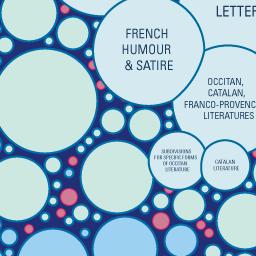 LETTER
FRENCH
HUMOUR
& SATIRE
OCCITAN,
CATALAN,
FRANCO-PROVENC
LITERATURES
SUBDIVISIONS
FOR SPECIFIC FORMS
OF OCCITAN
LITERATURE
CATALAN
LITERATURE